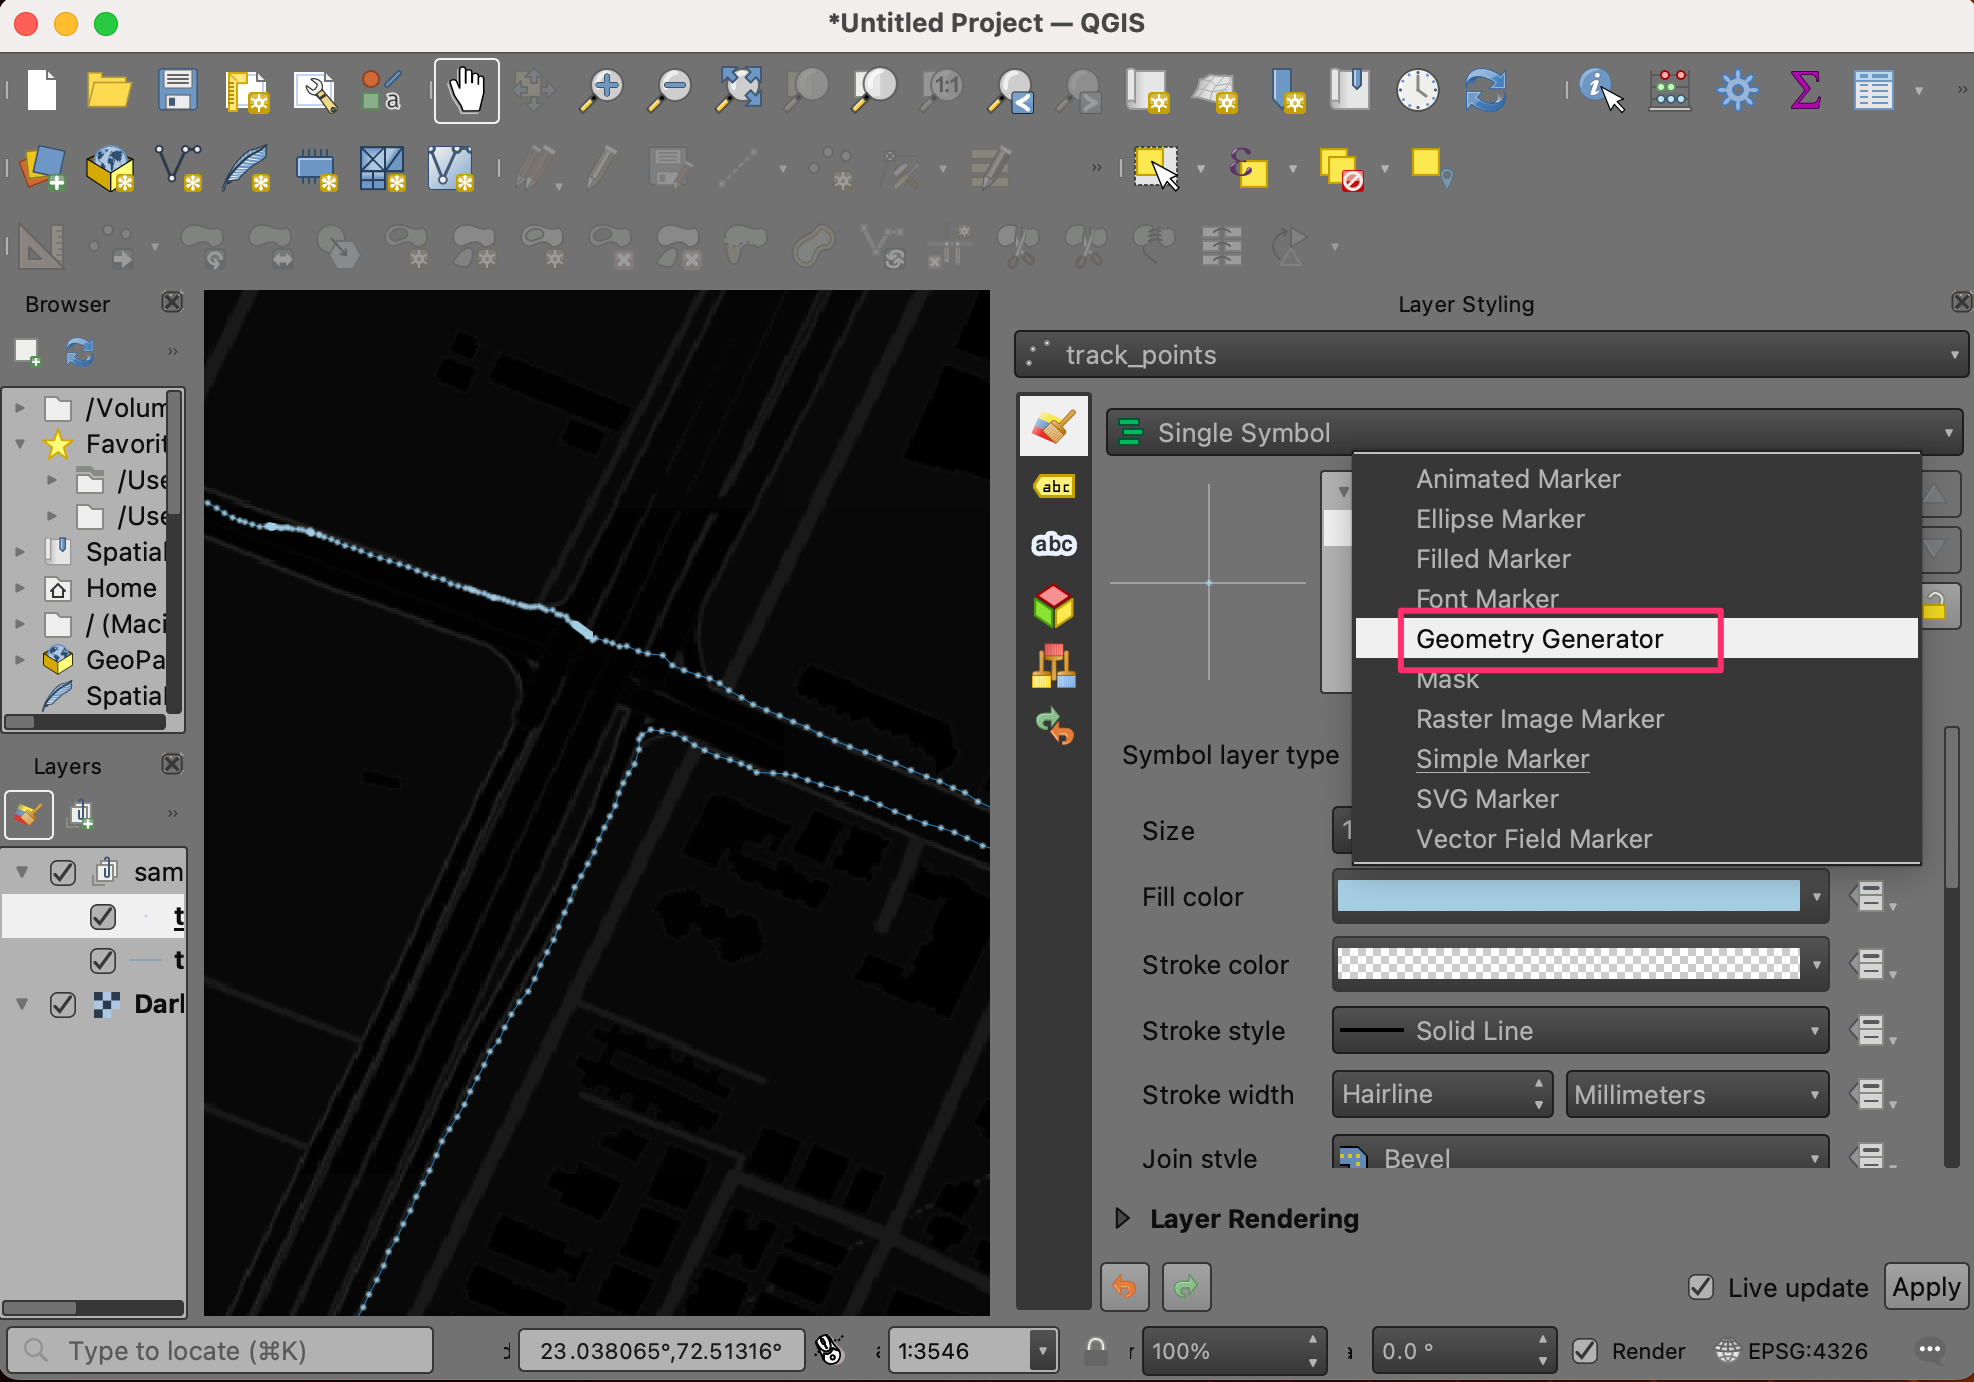 *Untitled Project — QGIS
Browser
/Volum
Favorit
/Use
/Use
Spatial
Home
/ (Maci
GeoPa
Spatial
Layers
sam
t
t
Dark
Layer Styling
track_points
Single Symbol
Animated Marker
Ellipse Marker
Filled Marker
Font Marker
Geometry Generator
Mask
Raster Image Marker
Simple Marker
SVG Marker
Vector Field Marker
Symbol layer type
Size
1
Fill color
Stroke color
Stroke style
Solid Line
Stroke width
Hairline
Millimeters
Join style
Bevel
Layer Rendering
Live update
Apply
Type to locate (⌘K)
23.038065°,72.51316°
1:3546
100%
0.0 °
Render
EPSG:4326